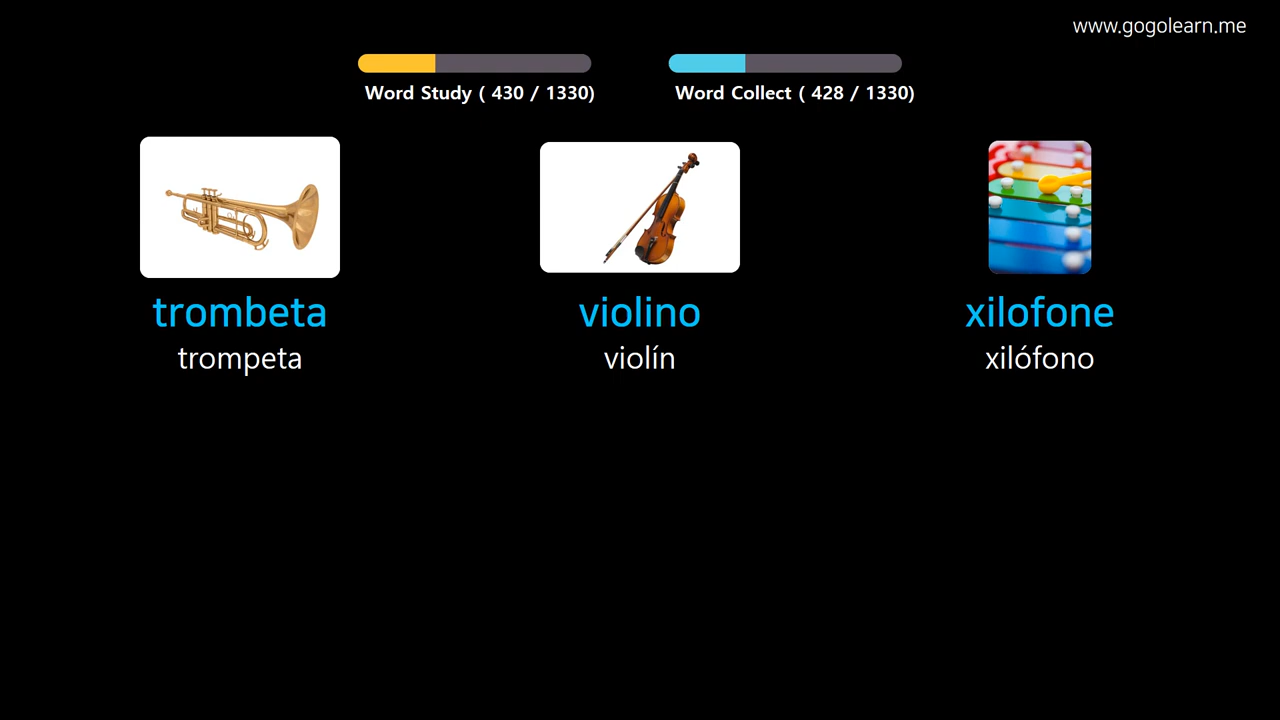 www.gogolearn.me
Word Study ( 430 / 1330)
Word Collect ( 428 / 1330)
trombeta
violino
xilofone
trompeta
violín
xilófono